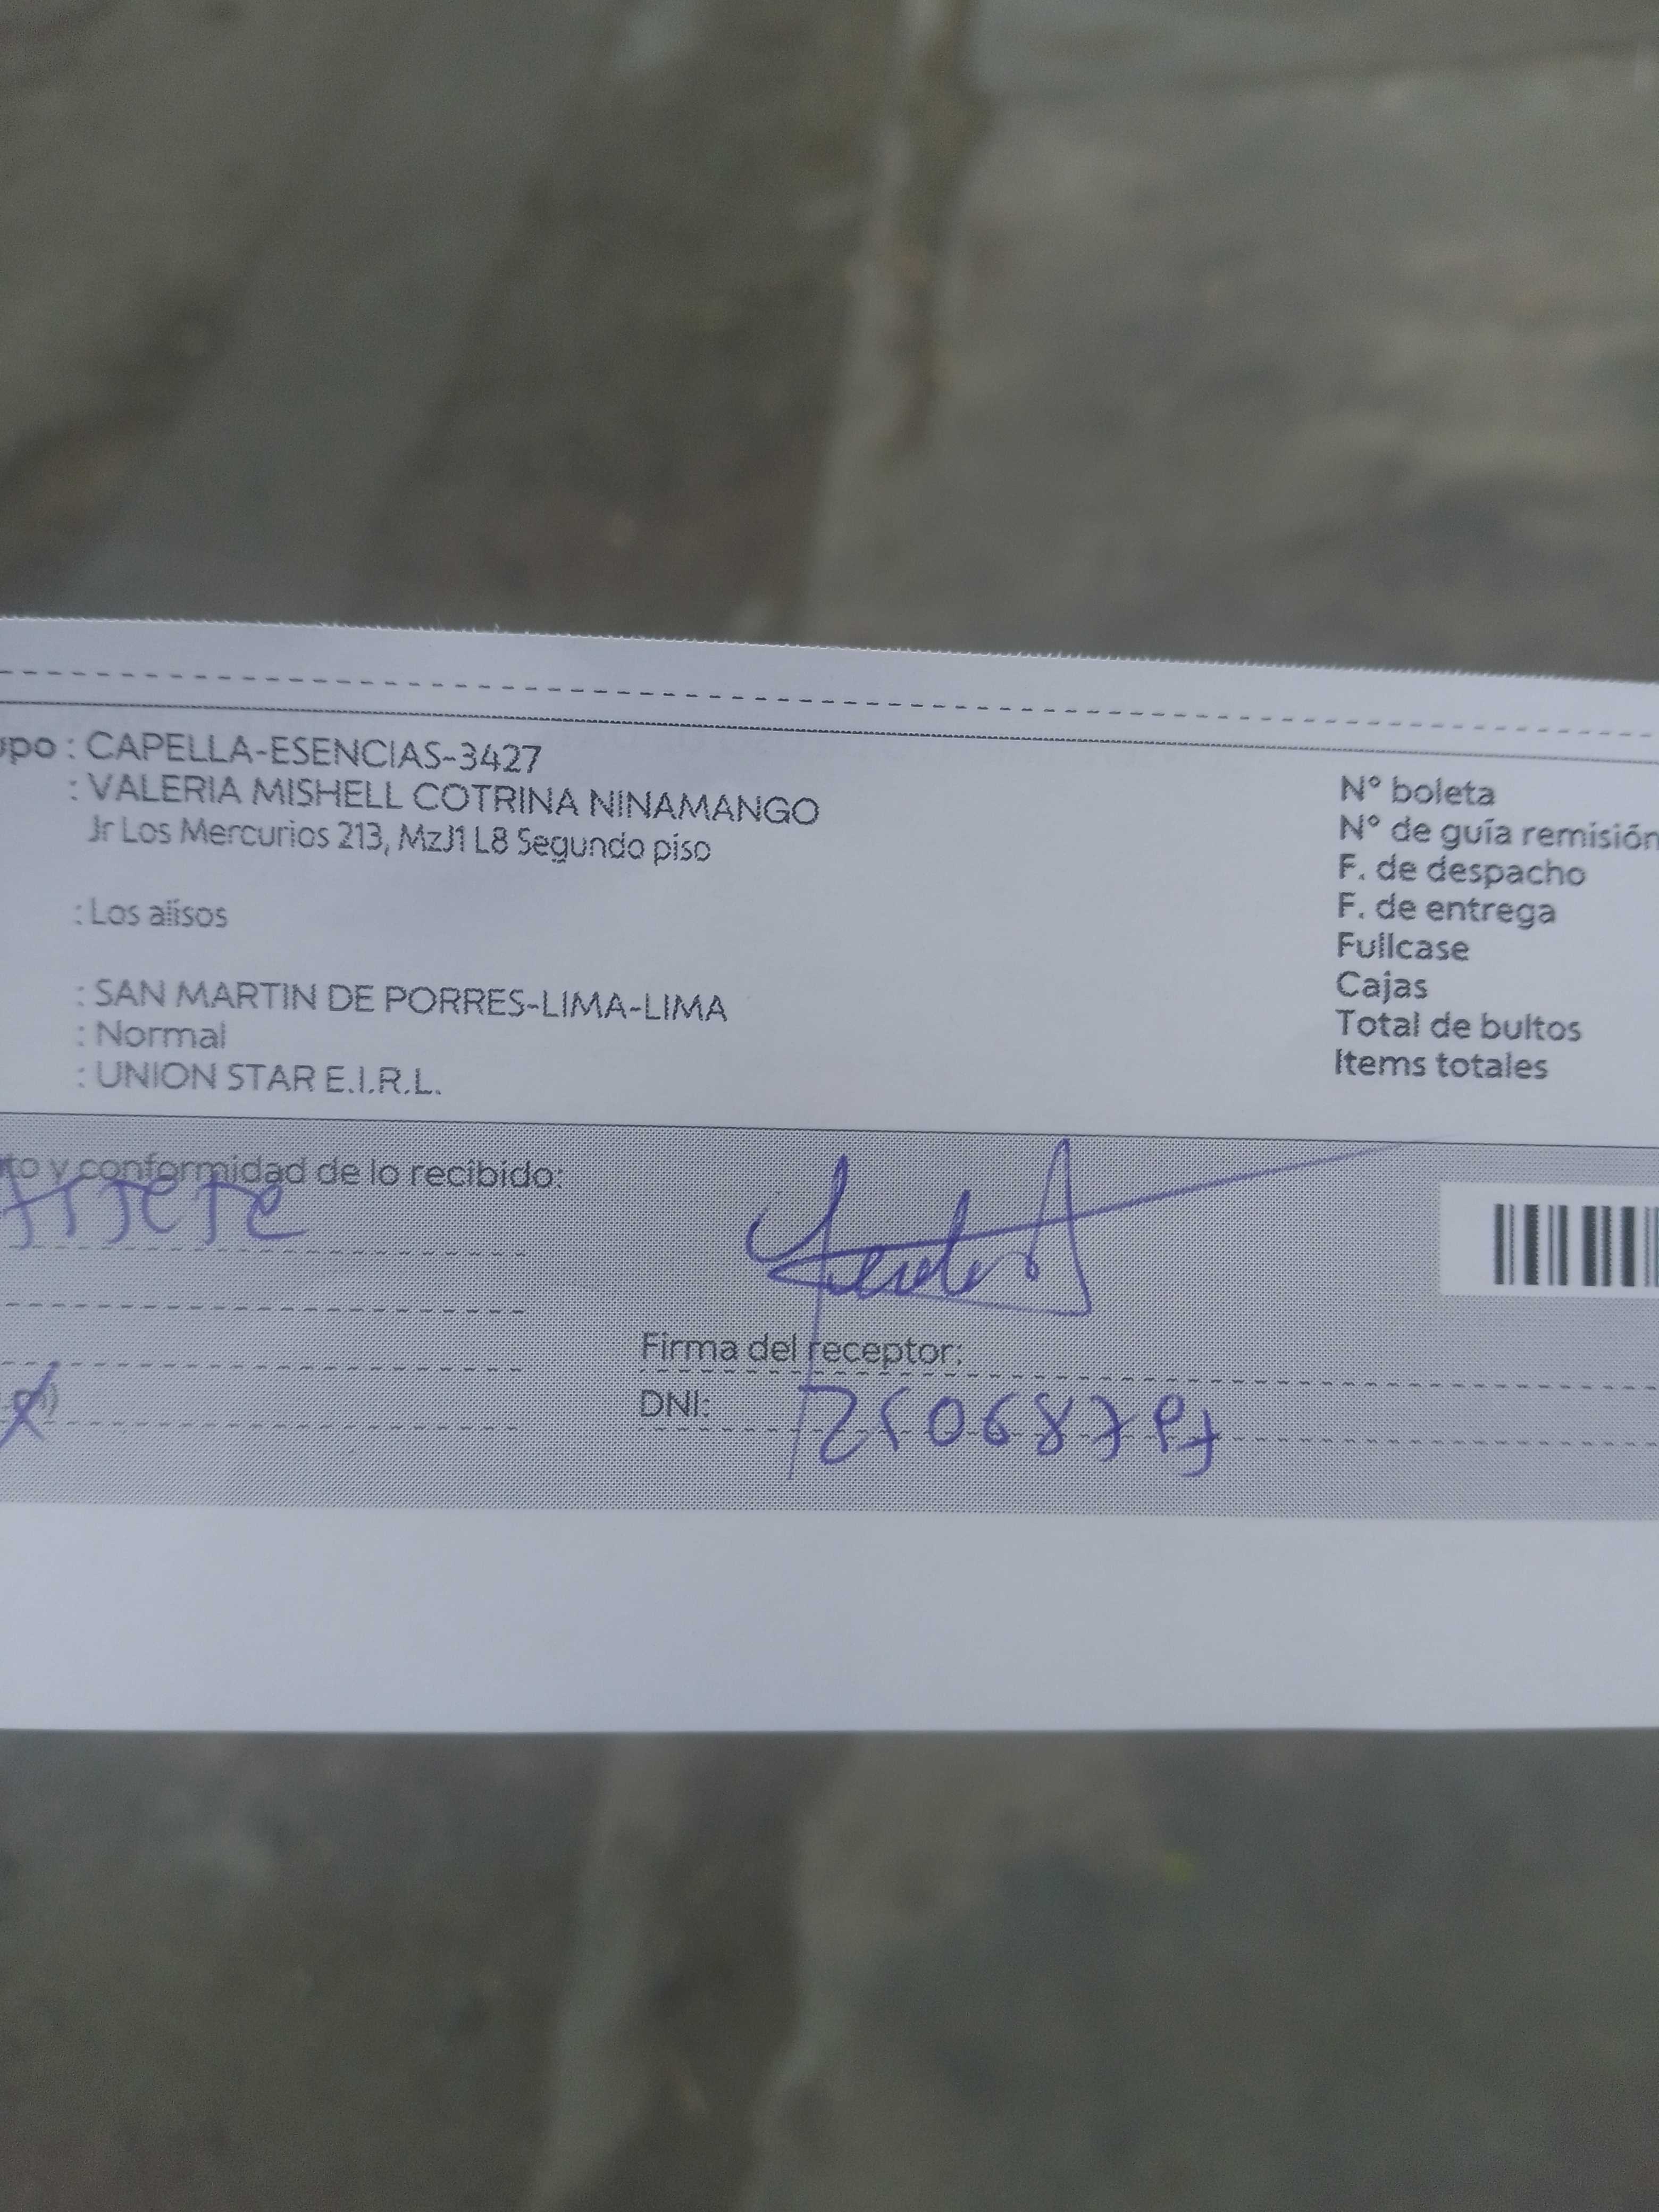 upo : CAPELLA-ESENCIAS-3427
: VALERIA MISHELL COTRINA NINAMANGO
Jr Los Mercurios 213, MzJ1 L8 Segundo piso
: Los alisos
: SAN MARTIN DE PORRES-LIMA-LIMA
: Normal
: UNION STAR E.I.R.L.
N° boleta
N° de guía remisión
F. de despacho
F. de entrega
Fullcase
Cajas
Total de bultos
Items totales
to y conformidad de lo recibido:
Firma del receptor:
DNI: